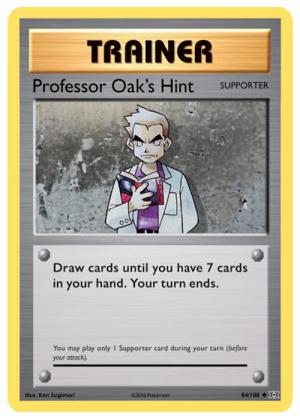 TRAINER
Professor Oak's Hint SUPPORTER
Draw cards until you have 7 cards
in your hand. Your turn ends.
You may play only 1 Supporter card during your turn (before
your attack).
Illus. Ken Sugimori ©2016 Pokémon 84/108